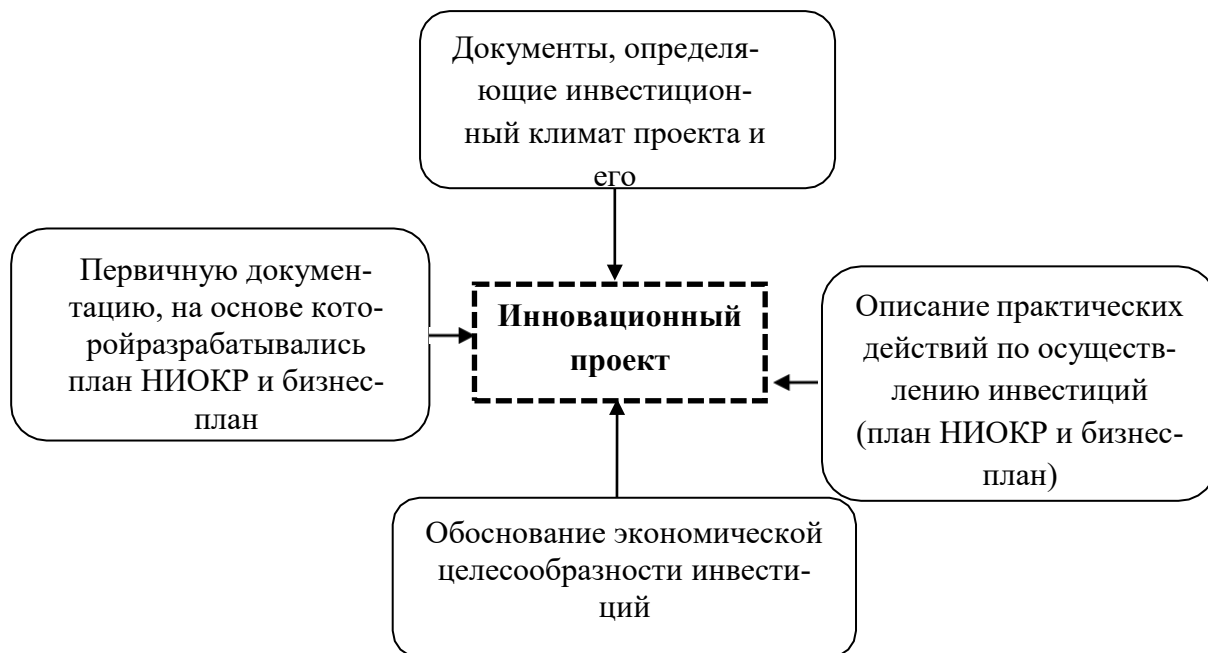 Документы, определя-
ющие инвестицион-
ный климат проекта и
его
Первичную докумен-
тацию, на основе кото-
ройразрабатывались
план НИОКР и бизнес-
план
Инновационный
проект
Описание практических
действий по осуществ-
лению инвестиций
(план НИОКР и бизнес-
план)
Обоснование экономической
целесообразности инвести-
ций